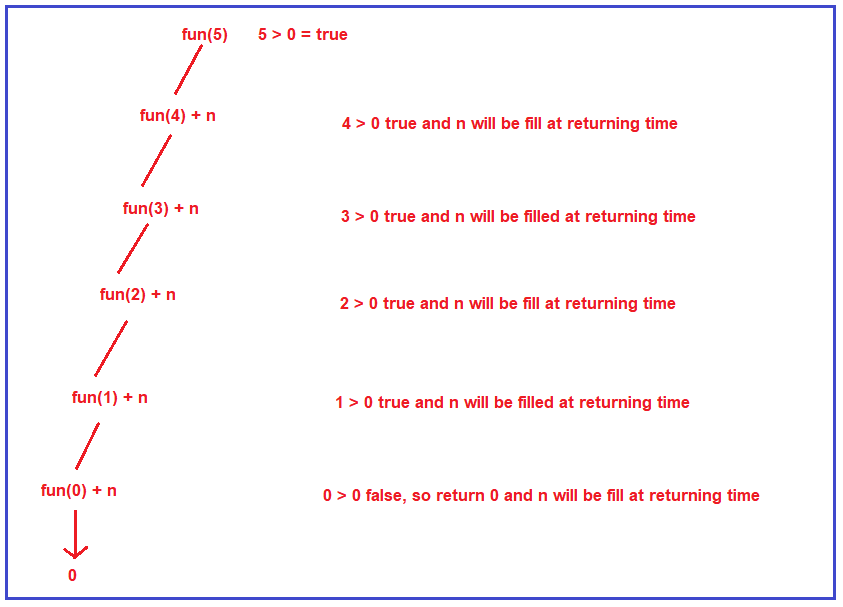 fun(5) 5 > 0 = true
fun(4) + n 4 > 0 true and n will be fill at returning time
fun(3) + n 3 > 0 true and n will be filled at returning time
fun(2) + n 2 > 0 true and n will be fill at returning time
fun(1) + n 1 > 0 true and n will be filled at returning time
fun(0) + n 0 > 0 false, so return 0 and n will be fill at returning time
0